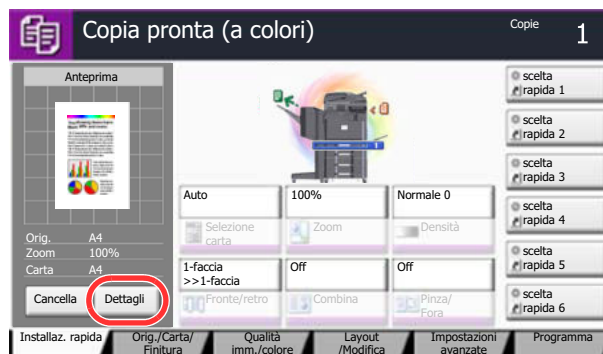 Copia pronta (a colori)
Copie
1
Anteprima
Orig. A4
Zoom 100%
Carta A4
Cancella
Dettagli
Auto
Selezione
carta
100%
Zoom
Normale 0
Densità
1-faccia
>>1-faccia
Fronte/retro
Off
Combina
Off
Pinza/
Fora
scelta
rapida 1
scelta
rapida 2
scelta
rapida 3
scelta
rapida 4
scelta
rapida 5
scelta
rapida 6
Installaz. rapida
Orig./Carta/
Finitura
Qualità
imm./colore
Layout
/Modifica
Impostazioni
avanzate
Programma